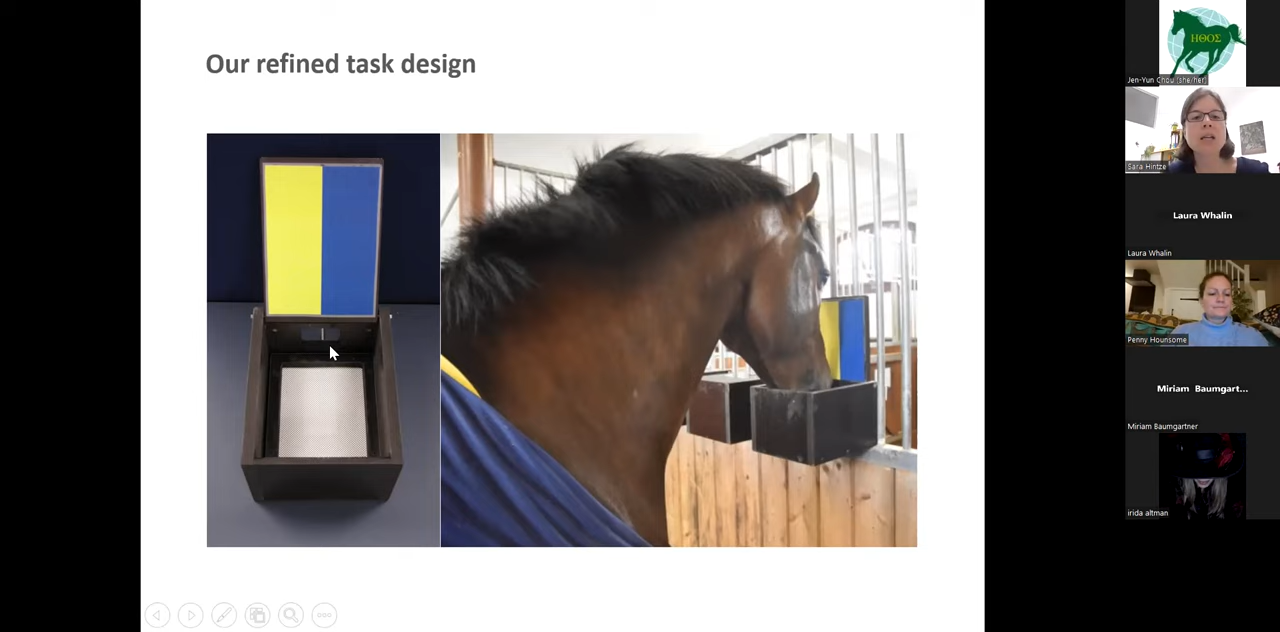 Our refined task design
ΗΘΟΣ
Jen-Yun Chou (she/her)
Sara Hintze
Laura Whalin
Laura Whalin
Penny Hounsome
Miriam Baumgart...
Miriam Baumgartner
irida altman